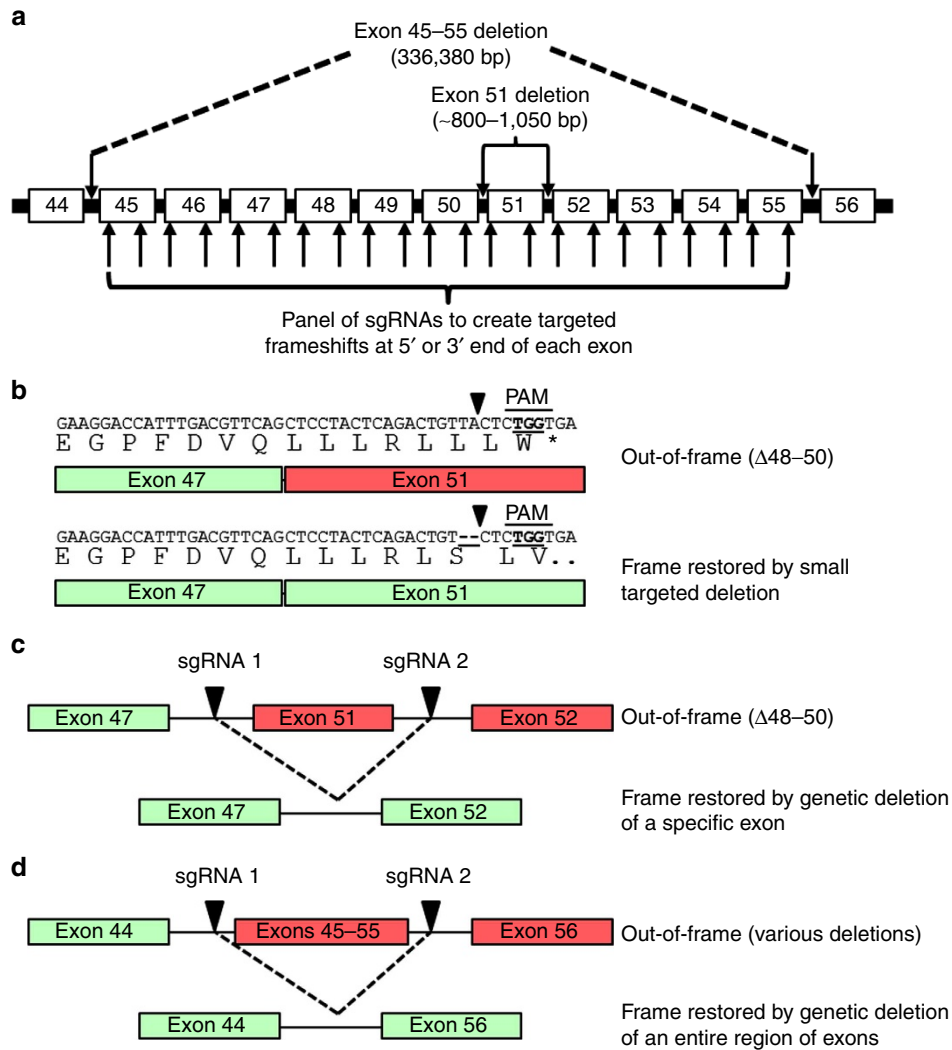 a
Exon 45–55 deletion
(336,380 bp)
Exon 51 deletion
(~800–1,050 bp)
44 45 46 47 48 49 50 51 52 53 54 55 56
Panel of sgRNAs to create targeted
frameshifts at 5′ or 3′ end of each exon
b
PAM
GAAGGACCATTTGACGTTCAGCTCCTACTCAGACTGTTACTCTGGTGA
E G P F D V Q L L L R L L L W *
Out-of-frame (Δ48–50)
Exon 47 Exon 51
PAM
GAAGGACCATTTGACGTTCAGCTCCTACTCAGACTGT--CTCTGGTGA
E G P F D V Q L L L R L S L V..
Frame restored by small
targeted deletion
Exon 47 Exon 51
c
sgRNA 1 sgRNA 2
Exon 47 Exon 51 Exon 52 Out-of-frame (Δ48–50)
Exon 47 Exon 52
Frame restored by genetic deletion
of a specific exon
d
sgRNA 1 sgRNA 2
Exon 44 Exons 45–55 Exon 56 Out-of-frame (various deletions)
Exon 44 Exon 56
Frame restored by genetic deletion
of an entire region of exons